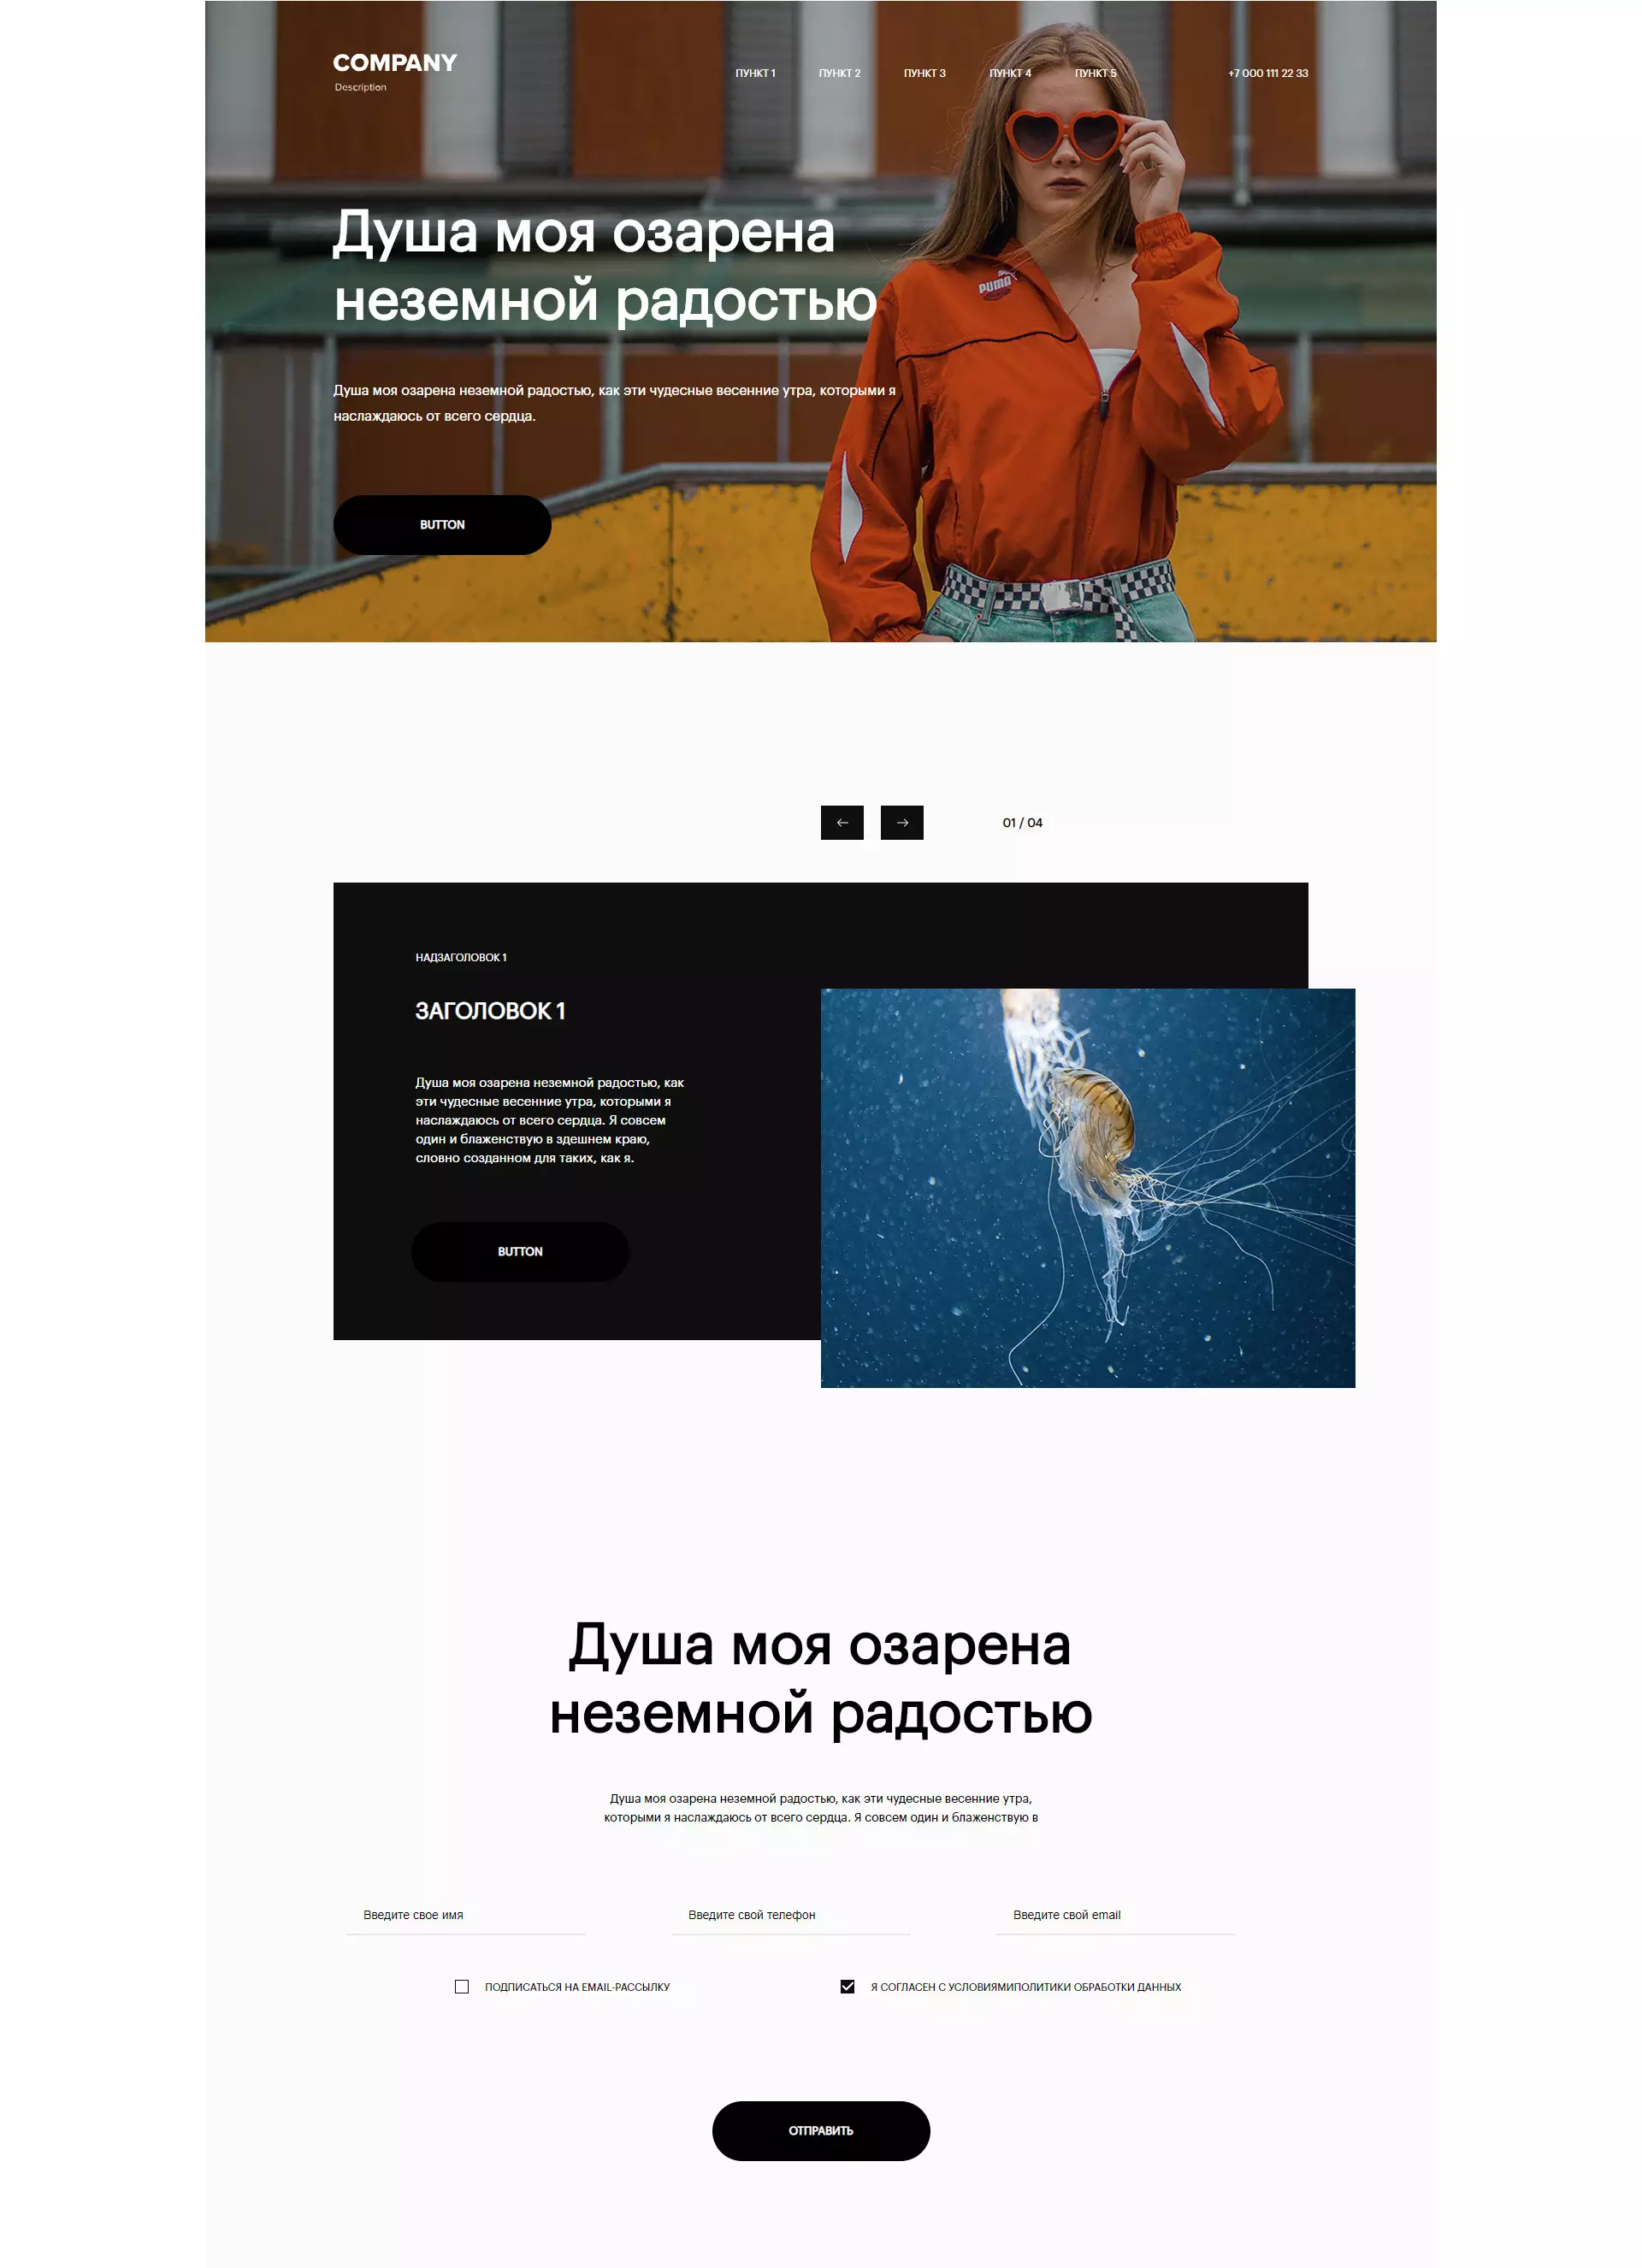 COMPANY
Description
ПУНКТ 1
ПУНКТ 2
ПУНКТ 3
ПУНКТ 4
ПУНКТ 5
+7 000 111 22 33
Душа моя озарена
неземной радостью
PUMA
Душа моя озарена неземной радостью, как эти чудесные весенние утра, которыми я
наслаждаюсь от всего сердца.
BUTTON
01 / 04
НАДЗАГОЛОВОК 1
ЗАГОЛОВОК 1
Душа моя озарена неземной радостью, как
эти чудесные весенние утра, которыми я
наслаждаюсь от всего сердца. Я совсем
один и блаженствую в здешнем краю,
словно созданном для таких, как я.
BUTTON
Душа моя озарена
неземной радостью
Душа моя озарена неземной радостью, как эти чудесные весенние утра,
которыми я наслаждаюсь от всего сердца. Я совсем один и блаженствую в
Введите свое имя
Введите свой телефон
Введите свой email
ПОДПИСАТЬСЯ НА EMAIL-РАССЫЛКУ
Я СОГЛАСЕН С УСЛОВИЯМИПОЛИТИКИ ОБРАБОТКИ ДАННЫХ
ОТПРАВИТЬ